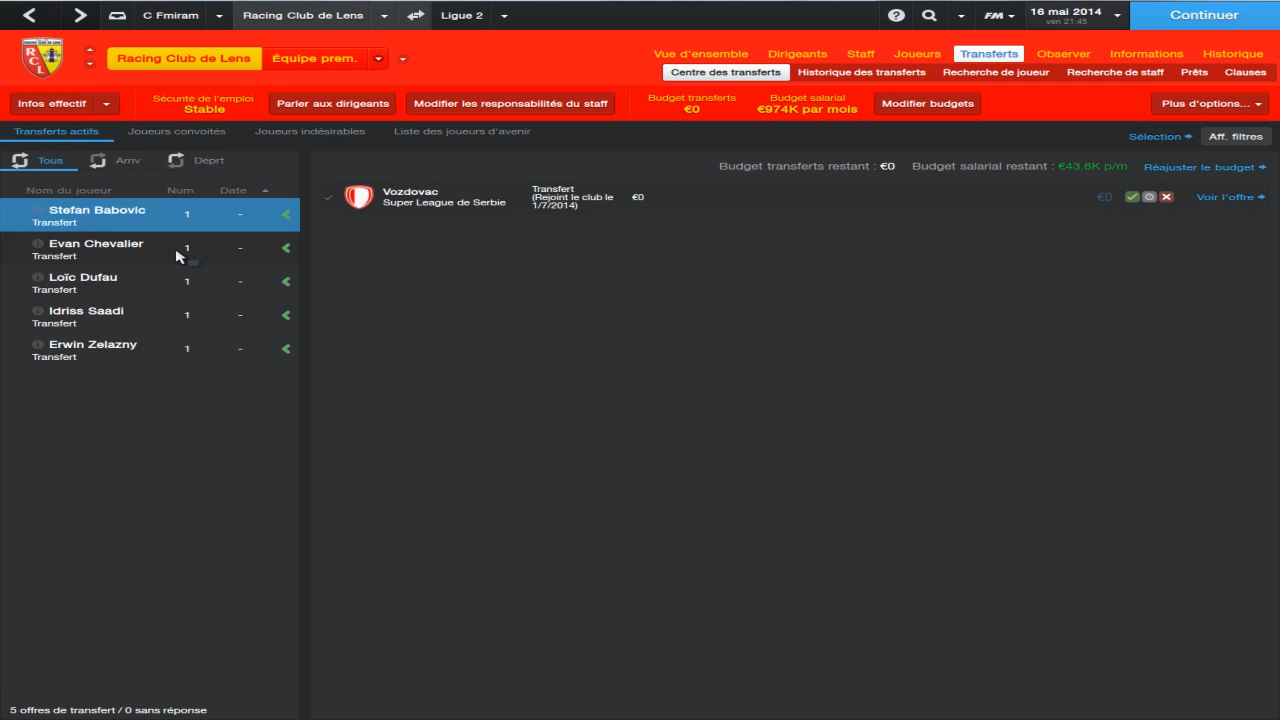 C Fmiram
Racing Club de Lens
Ligue 2
FM
16 mai 2014
ven 21:45
Continuer
RCL
Racing Club de Lens
Équipe prem.
Vue d'ensemble
Dirigeants
Staff
Joueurs
Transferts
Observer
Informations
Historique
Centre des transferts
Historique des transferts
Recherche de joueur
Recherche de staff
Prêts
Clauses
Infos effectif
Sécurité de l'emploi
Stable
Parler aux dirigeants
Modifier les responsabilités du staff
Budget transferts
€0
Budget salarial
€974K par mois
Modifier budgets
Plus d'options...
Transferts actifs
Joueurs convoités
Joueurs indésirables
Liste des joueurs d'avenir
Sélection
Aff. filtres
Tous
Arriv
Déprt
Budget transferts restant : €0
Budget salarial restant : €43.8K p/m
Réajuster le budget
Nom du joueur
Num.
Date
Stefan Babovic
Transfert
1
-
Evan Chevalier
Transfert
1
-
Loïc Dufau
Transfert
1
-
Idriss Saadi
Transfert
1
-
Erwin Zelazny
Transfert
1
-
Vozdovac
Super League de Serbie
Transfert
(Rejoint le club le
1/7/2014)
€0
€0
Voir l'offre
5 offres de transfert / 0 sans réponse